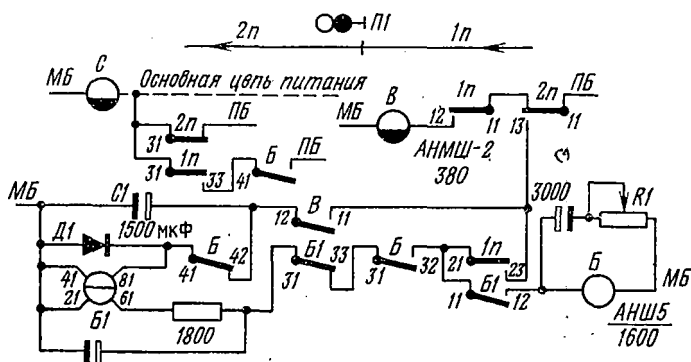 П1
2п 1п
С
МБ Основная цепь питания
2п ПБ
31
1п Б ПБ
31 33 41
МБ В 1п 2п ПБ
12 11 13 11
АНМШ-2
380
МБ С1
1500 мкФ
В
12 11
3000 R1
Д1 Б 42
41
Б1 33 Б 1п
31 31 32 21 23
Б1
11 12
Б МБ
АНШ5
1600
41 81
21 61
Б1
1800